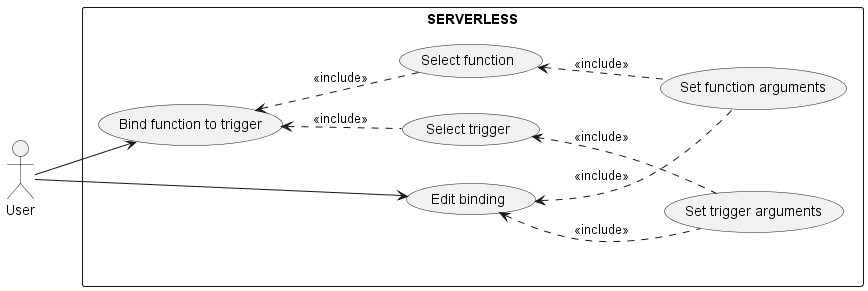 SERVERLESS
Select function
«include»
Set function arguments
«include»
Bind function to trigger
«include»
Select trigger
«include»
«include»
Edit binding
Set trigger arguments
User
«include»